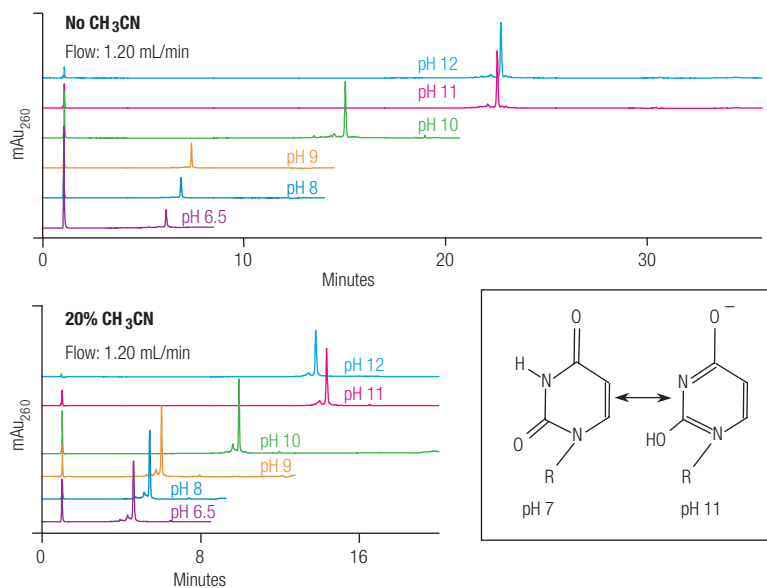 No CH₃CN
Flow: 1.20 mL/min
pH 12
pH 11
pH 10
pH 9
pH 8
pH 6.5
mAu₂₆₀
0 10 20 30
Minutes
20% CH₃CN
Flow: 1.20 mL/min
pH 12
pH 11
pH 10
pH 9
pH 8
pH 6.5
mAu₂₆₀
0 8 16
Minutes
O O⁻
H N N
O N HO N
R R
pH 7 pH 11